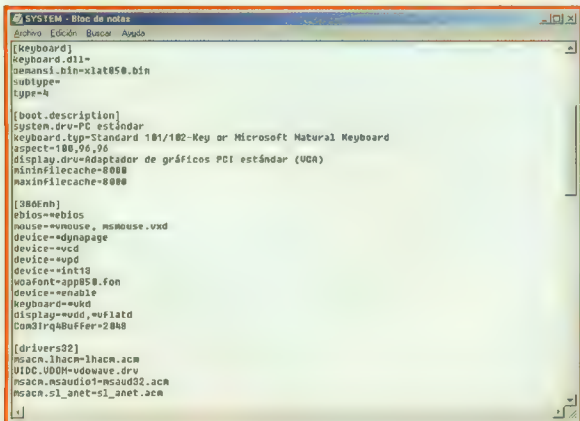 SYSTEM - Bloc de notas
Archivo Edición Buscar Ayuda
[keyboard]
keyboard.dll=
oemansi.bin=xlat850.bin
subtype=
type=4
[boot.description]
system.drv=PC estándar
keyboard.typ=Standard 101/102-Key or Microsoft Natural Keyboard
aspect=100,96,96
display.drv=Adaptador de gráficos PCI estándar (VGA)
mininfilecache=8000
maxinfilecache=8000
[386Enh]
ebios=*ebios
mouse=*vmouse, msmouse.vxd
device=*dynapage
device=*vcd
device=*vpd
device=*int13
woafont=app850.fon
device=*enable
keyboard=*vkd
display=*vdd,*vflatd
Com3Irq4Buffer=2048
[drivers32]
msacm.lhacm=lhacm.acm
VIDC.VDOM=vdowave.drv
msacm.msaudio1=msaud32.acm
msacm.sl_anet=sl_anet.acm